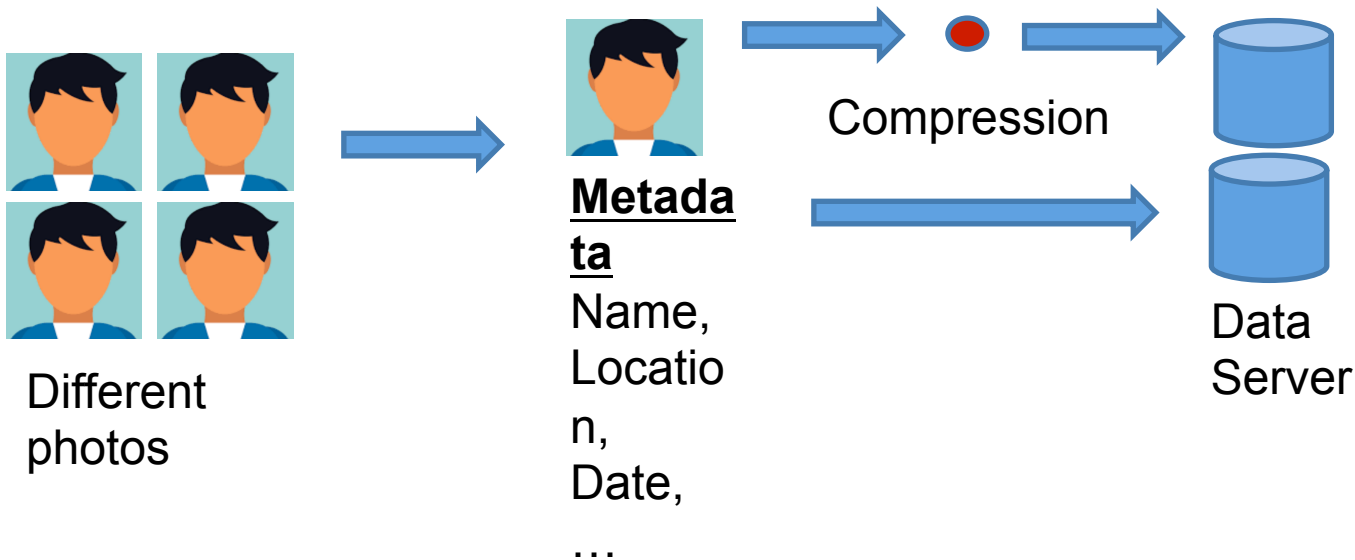 Different
photos
Metada
ta
Name,
Locatio
n,
Date,
...
Compression
Data
Server